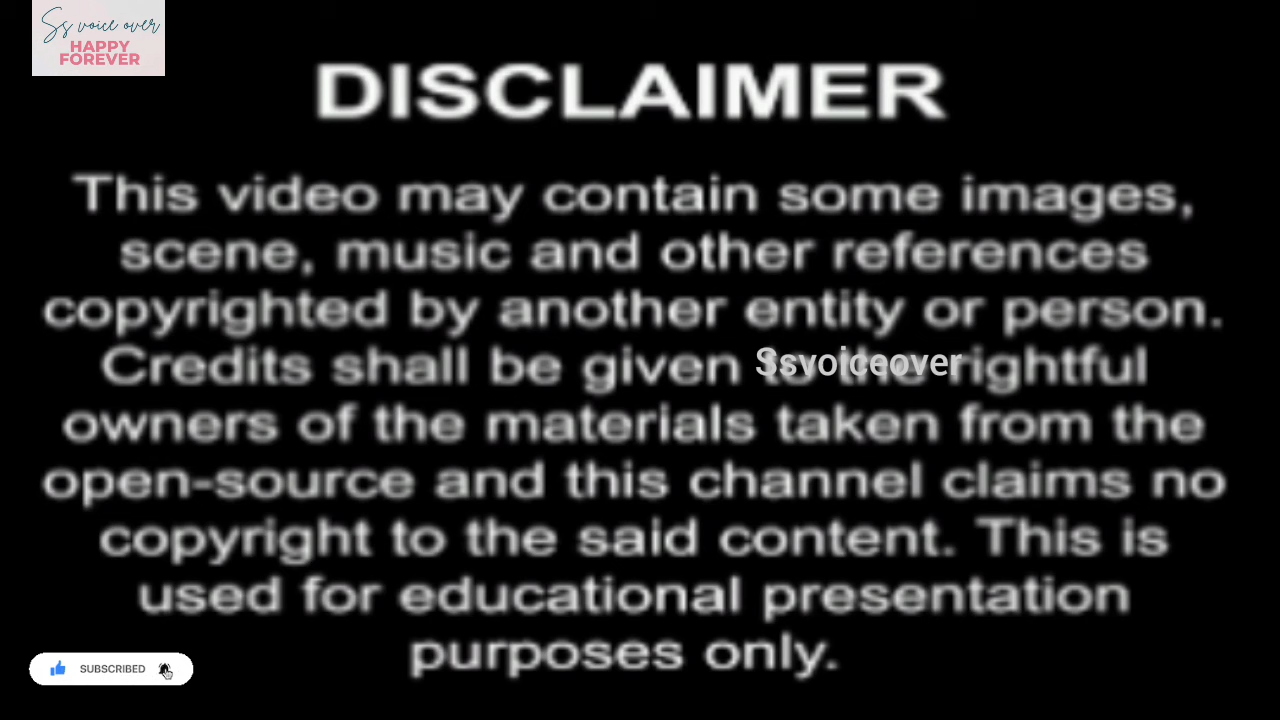 Ss voice over
HAPPY
FOREVER
DISCLAIMER
This video may contain some images,
scene, music and other references
copyrighted by another entity or person.
Credits shall be given to the rightful
Ssvoiceover
owners of the materials taken from the
open-source and this channel claims no
copyright to the said content. This is
used for educational presentation
purposes only.
SUBSCRIBED